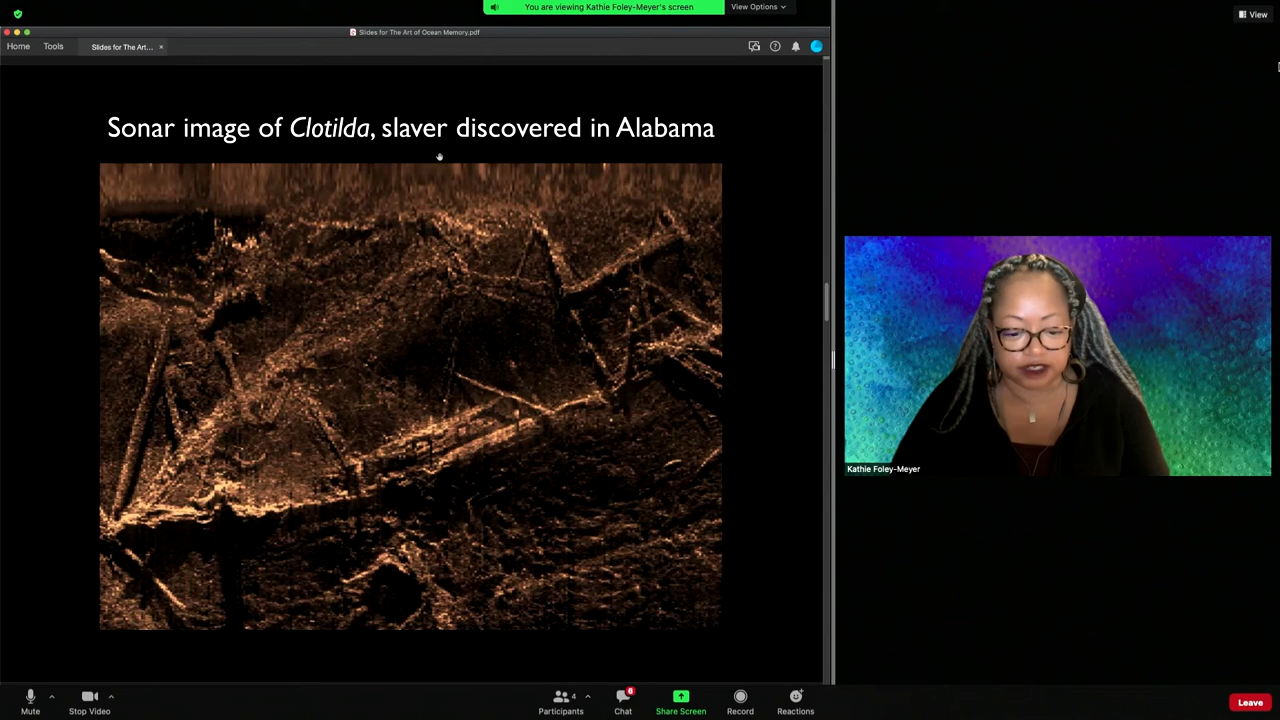 You are viewing Kathie Foley-Meyer's screen
View Options
View
Slides for The Art of Ocean Memory.pdf
Home
Tools
Slides for The Art...
Sonar image of Clotilda, slaver discovered in Alabama
Kathie Foley-Meyer
Mute
Stop Video
Participants
4
Chat
6
Share Screen
Record
Reactions
Leave